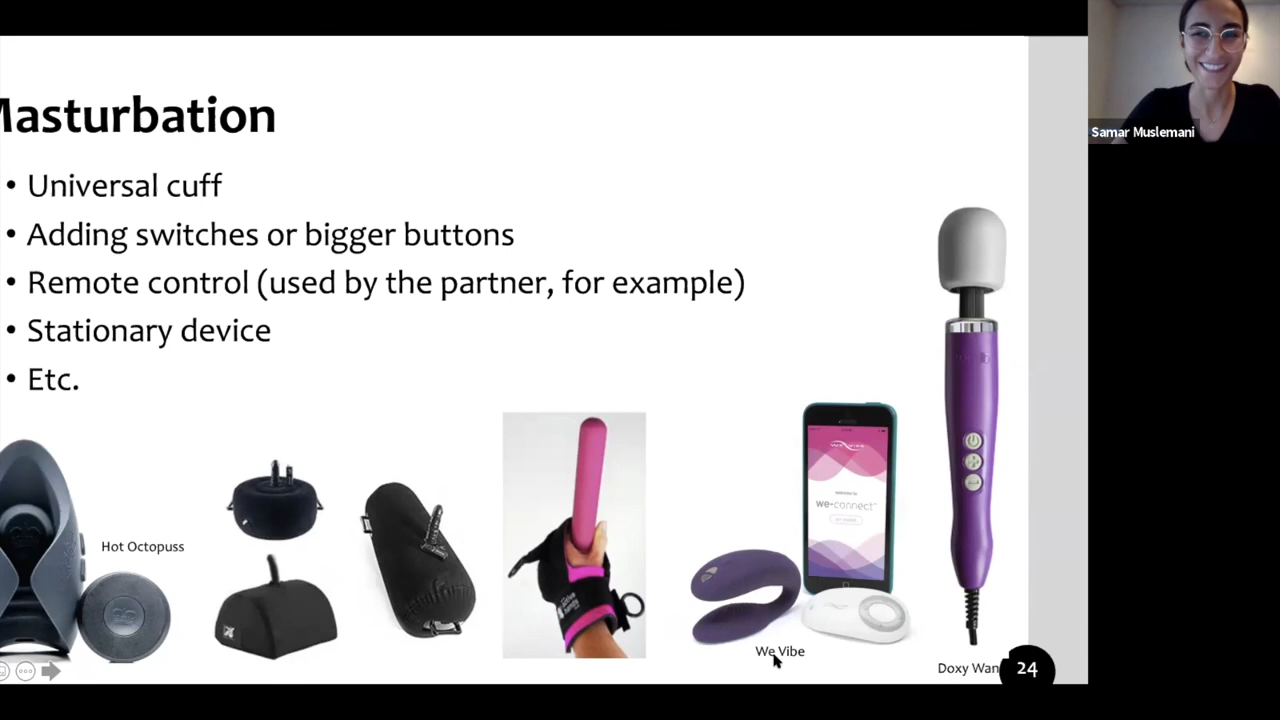 Masturbation
• Universal cuff
• Adding switches or bigger buttons
• Remote control (used by the partner, for example)
• Stationary device
• Etc.
Samar Muslemani
Hot Octopuss
we-connect
We Vibe
Doxy Wan
24